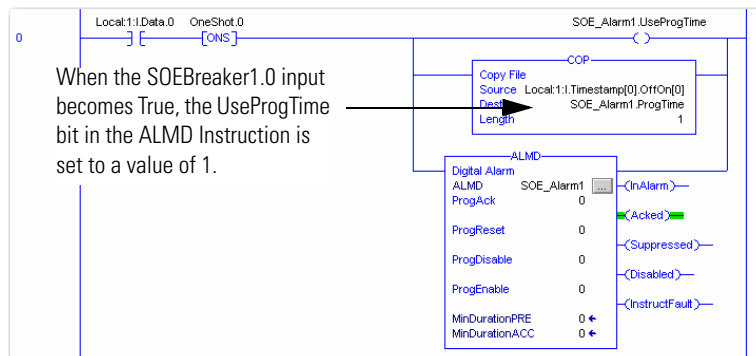 Local:1:I.Data.0 OneShot.0 SOE_Alarm1.UseProgTime
0
ONS
COP
Copy File
Source Local:1:I.Timestamp[0].OffOn[0]
Dest SOE_Alarm1.ProgTime
Length 1
When the SOEBreaker1.0 input
becomes True, the UseProgTime
bit in the ALMD Instruction is
set to a value of 1.
ALMD
Digital Alarm
ALMD SOE_Alarm1 ...
ProgAck 0
ProgReset 0
ProgDisable 0
ProgEnable 0
MinDurationPRE 0
MinDurationACC 0
InAlarm
Acked
Suppressed
Disabled
InstructFault